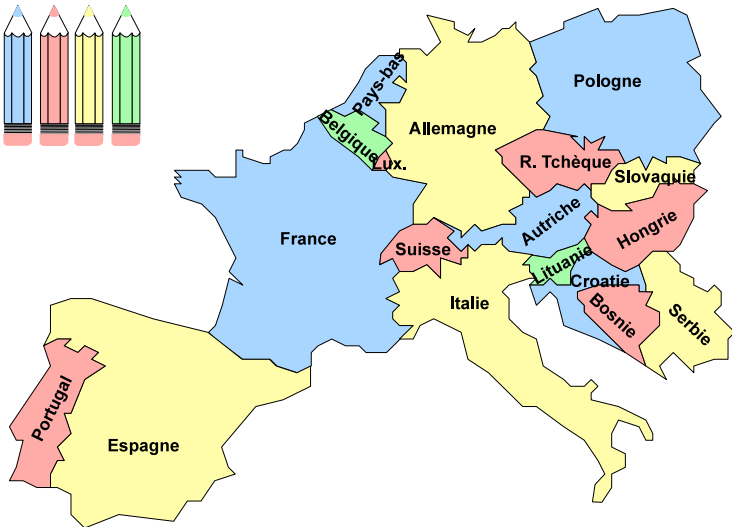 Pays-bas
Pologne
Belgique
Allemagne
Lux.
R. Tchèque
Slovaquie
France
Suisse
Autriche
Hongrie
Lituanie
Croatie
Italie
Bosnie
Serbie
Portugal
Espagne